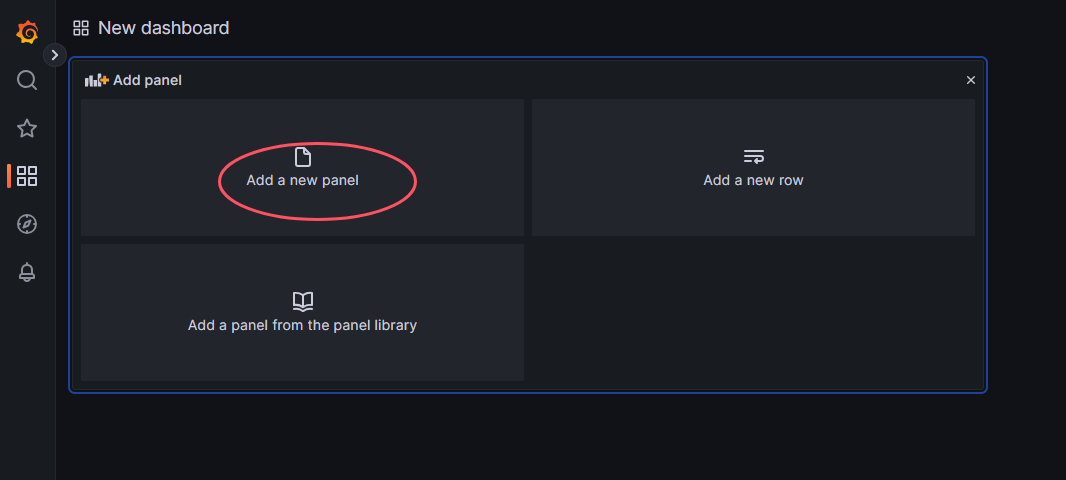 New dashboard
Add panel
Add a new panel
Add a new row
Add a panel from the panel library